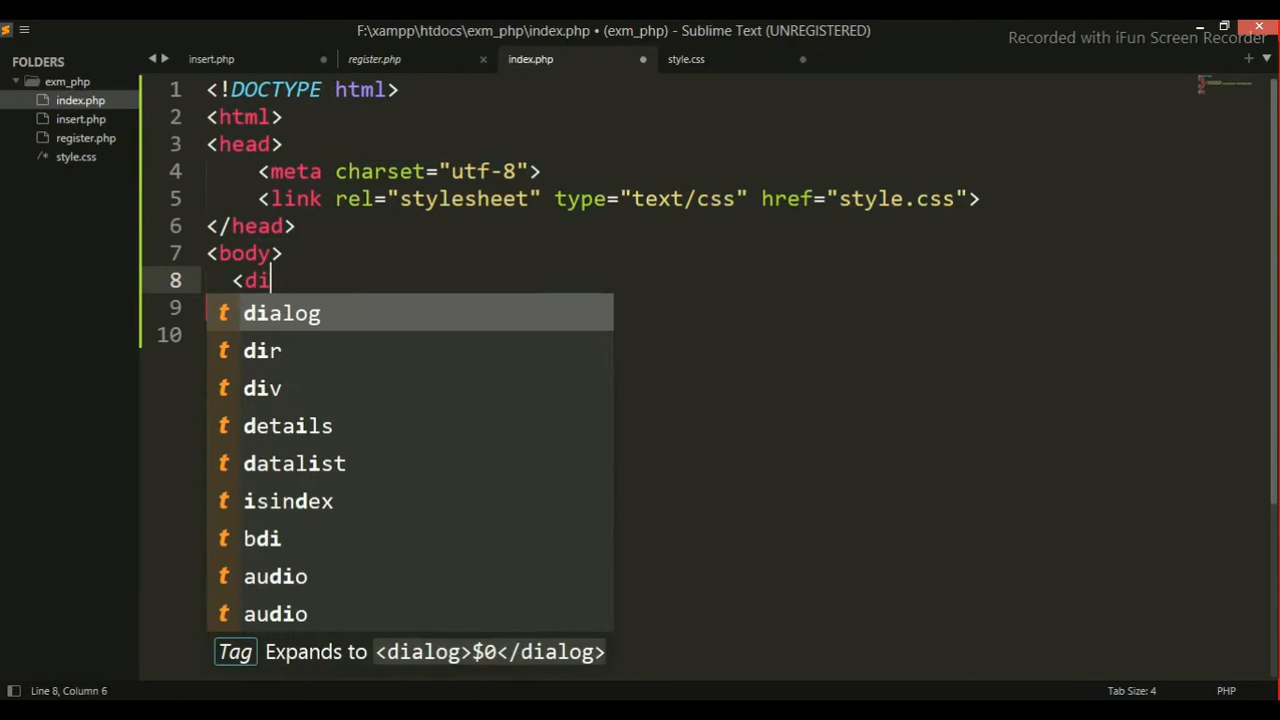 F:\xampp\htdocs\exm_php\index.php • (exm_php) - Sublime Text (UNREGISTERED)
Recorded with iFun Screen Recorder
FOLDERS
exm_php
index.php
insert.php
register.php
/* style.css
insert.php
register.php
index.php
style.css
1 <!DOCTYPE html>
2 <html>
3 <head>
4 <meta charset="utf-8">
5 <link rel="stylesheet" type="text/css" href="style.css">
6 </head>
7 <body>
8 <di
9
10
t dialog
t dir
t div
t details
t datalist
t isindex
t bdi
t audio
t audio
Tag Expands to <dialog>$0</dialog>
Line 8, Column 6
Tab Size: 4
PHP